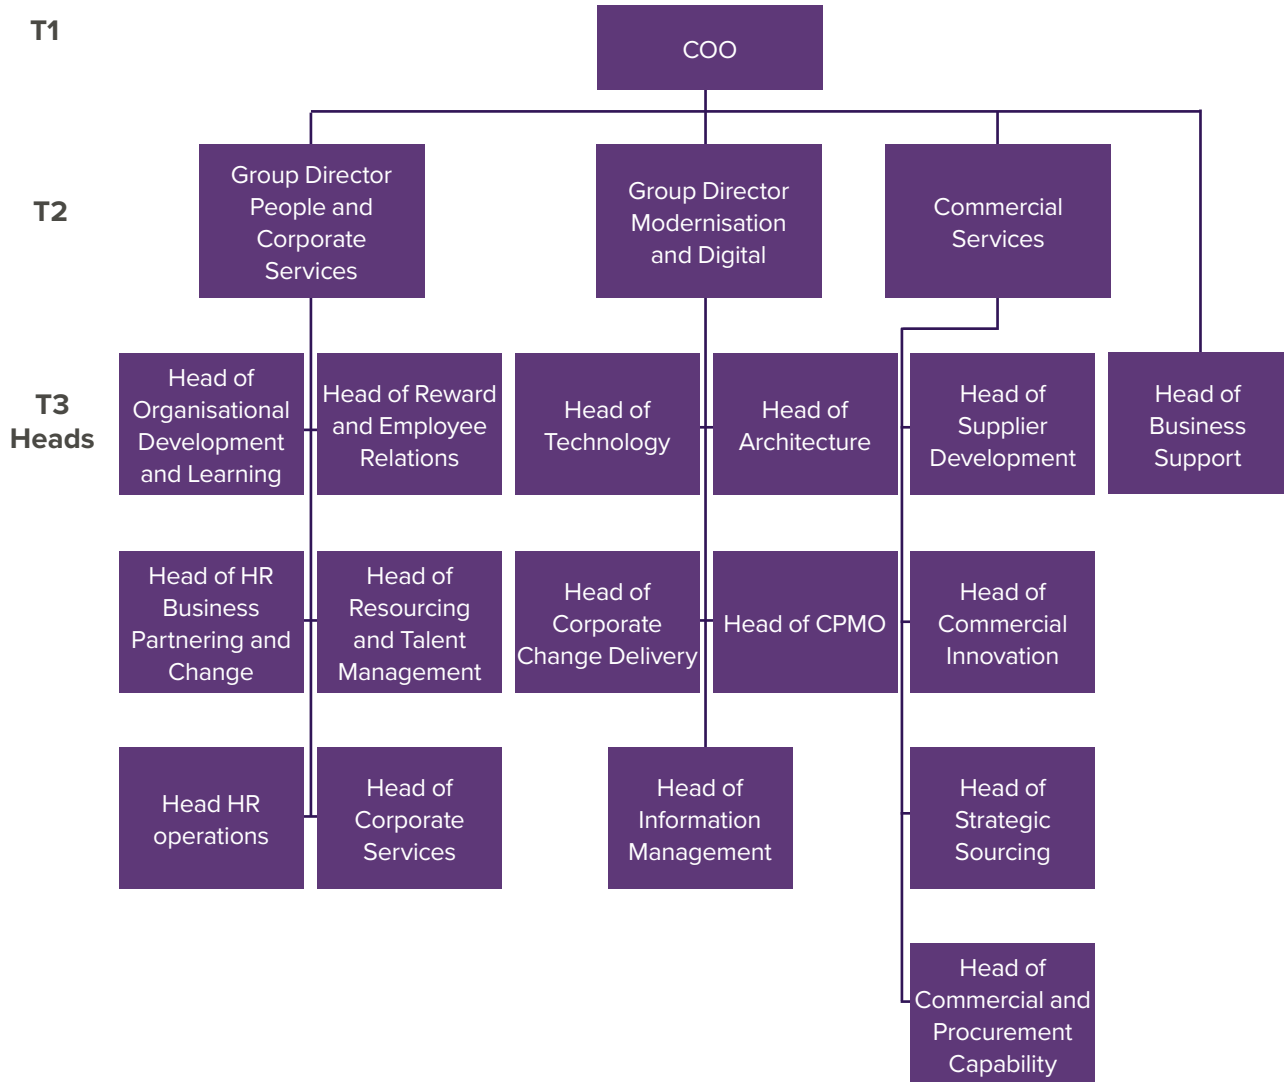 T1
COO
T2
Group Director
People and
Corporate
Services
Group Director
Modernisation
and Digital
Commercial
Services
T3
Heads
Head of
Organisational
Development
and Learning
Head of Reward
and Employee
Relations
Head of
Technology
Head of
Architecture
Head of
Supplier
Development
Head of
Business
Support
Head of HR
Business
Partnering and
Change
Head of
Resourcing
and Talent
Management
Head of
Corporate
Change Delivery
Head of CPMO
Head of
Commercial
Innovation
Head HR
operations
Head of
Corporate
Services
Head of
Information
Management
Head of
Strategic
Sourcing
Head of
Commercial and
Procurement
Capability